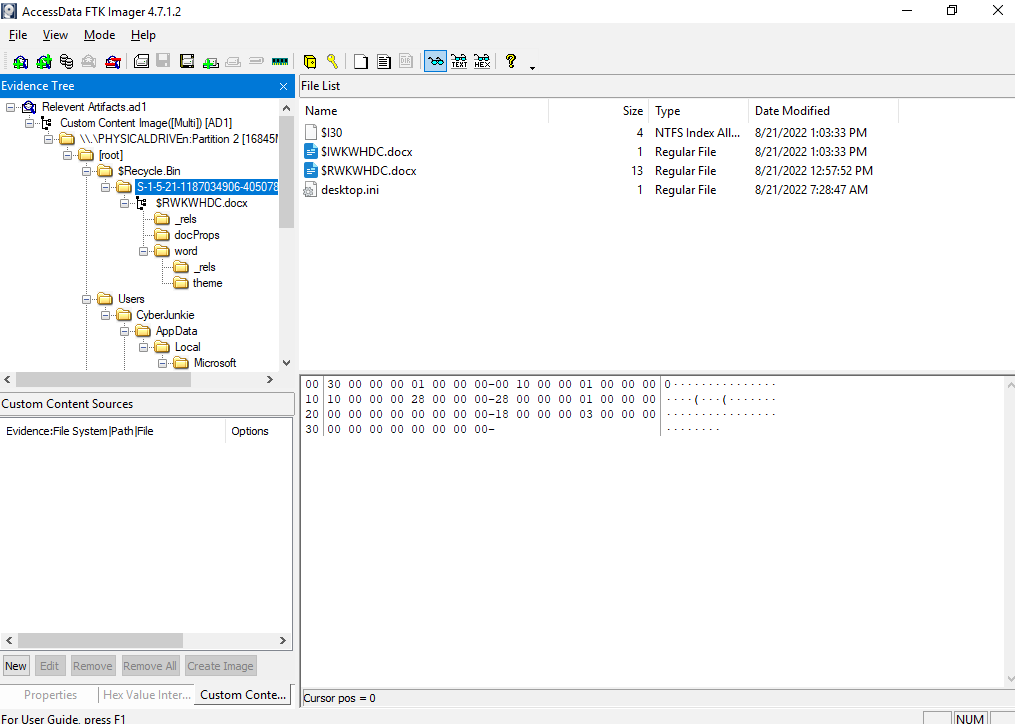 AccessData FTK Imager 4.7.1.2
File View Mode Help
Evidence Tree
Relevent Artifacts.ad1
Custom Content Image([Multi]) [AD1]
\\.\PHYSICALDRIVEn:Partition 2 [16845M
[root]
$Recycle.Bin
S-1-5-21-1187034906-405078
$RWKWHDC.docx
_rels
docProps
word
_rels
theme
Users
CyberJunkie
AppData
Local
Microsoft
Custom Content Sources
Evidence:File System|Path|File Options
New Edit Remove Remove All Create Image
Properties Hex Value Inter... Custom Conte...
File List
Name Size Type Date Modified
$I30 4 NTFS Index All... 8/21/2022 1:03:33 PM
$IWKWHDC.docx 1 Regular File 8/21/2022 1:03:33 PM
$RWKWHDC.docx 13 Regular File 8/21/2022 12:57:52 PM
desktop.ini 1 Regular File 8/21/2022 7:28:47 AM
00 30 00 00 00 01 00 00 00-00 10 00 00 01 00 00 00 0···············
10 10 00 00 00 28 00 00 00-28 00 00 00 01 00 00 00 ····(···(·······
20 00 00 00 00 00 00 00 00-18 00 00 00 03 00 00 00 ················
30 00 00 00 00 00 00 00 00- ········
Cursor pos = 0
For User Guide, press F1 NUM